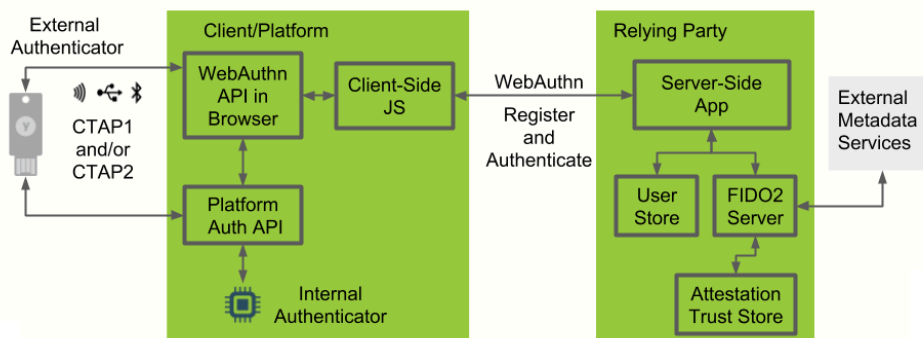 External
Authenticator
CTAP1
and/or
CTAP2
y
Client/Platform
WebAuthn
API in
Browser
Client-Side
JS
Platform
Auth API
Internal
Authenticator
WebAuthn
Register
and
Authenticate
Relying Party
Server-Side
App
User
Store
FIDO2
Server
Attestation
Trust Store
External
Metadata
Services